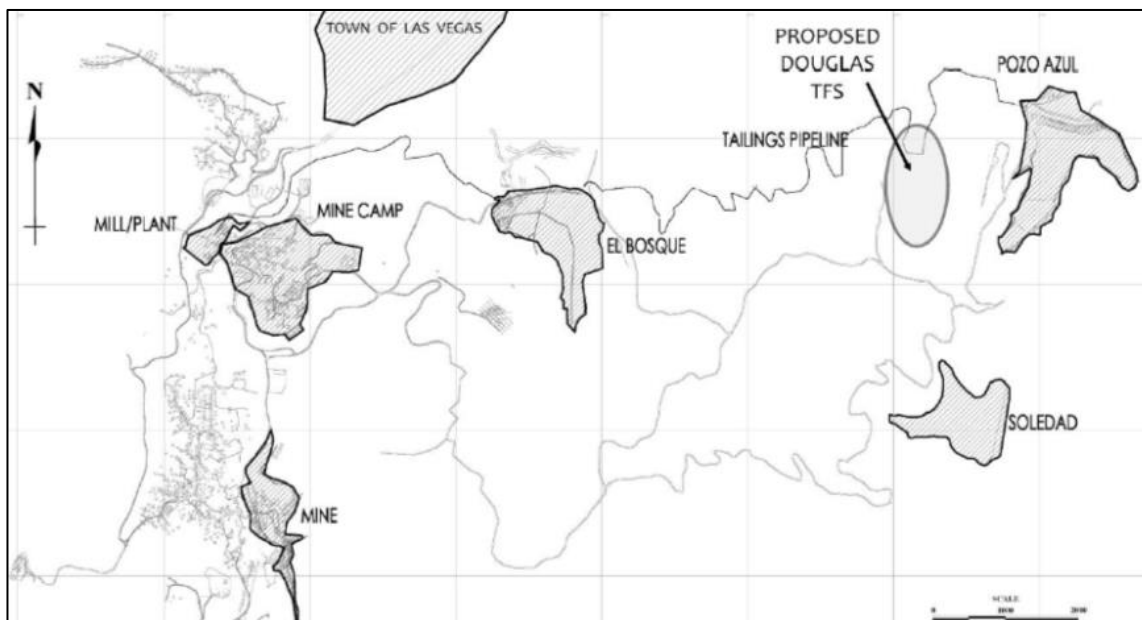 TOWN OF LAS VEGAS
PROPOSED
DOUGLAS
TFS
POZO AZUL
N
TAILINGS PIPELINE
MILL/PLANT
MINE CAMP
EL BOSQUE
SOLEDAD
MINE
SCALE
0 1000 2000